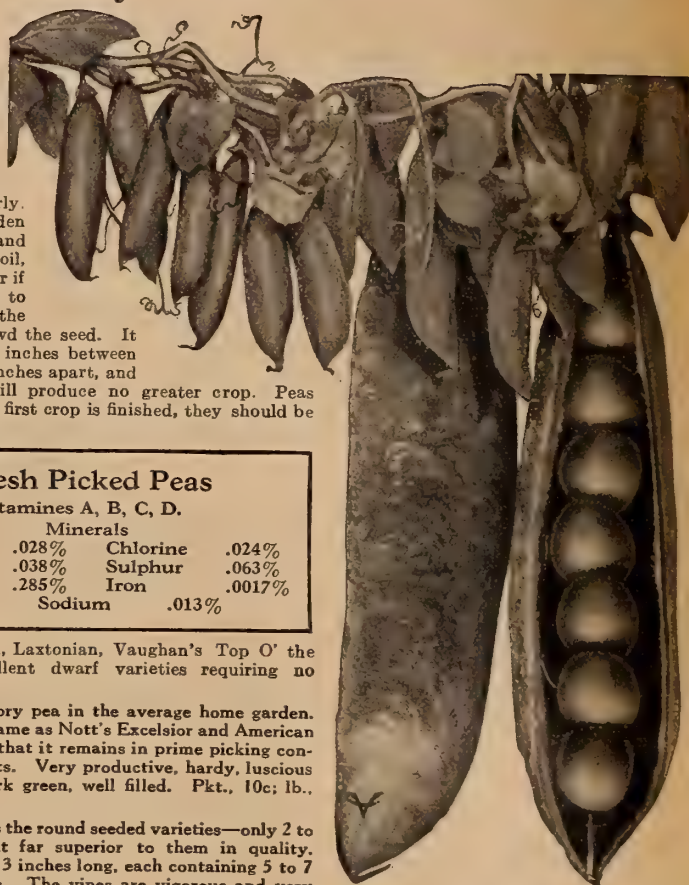 rly.
den
and
oil,
r if
to
the
wd the seed. It
inches between
nches apart, and
ill produce no greater crop. Peas
first crop is finished, they should be
esh Picked Peas
tamines A, B, C, D.
Minerals
.028% Chlorine .024%
.038% Sulphur .063%
.285% Iron .0017%
Sodium .013%
., Laxtonian, Vaughan's Top O' the
llent dwarf varieties requiring no
ory pea in the average home garden.
ame as Nott's Excelsior and American
that it remains in prime picking con-
ts. Very productive, hardy, luscious
rk green, well filled. Pkt., 10c; lb.,
s the round seeded varieties—only 2 to
t far superior to them in quality.
3 inches long, each containing 5 to 7
The vines are vigorous and very